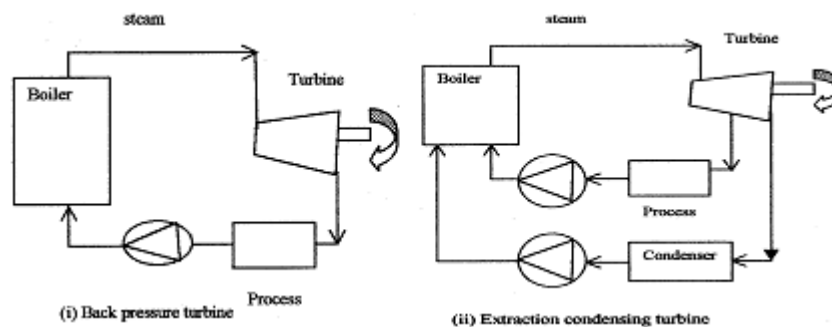 steam
Turbine
Boiler
Process
(i) Back pressure turbine
steam
Turbine
Boiler
Process
Condenser
(ii) Extraction condensing turbine